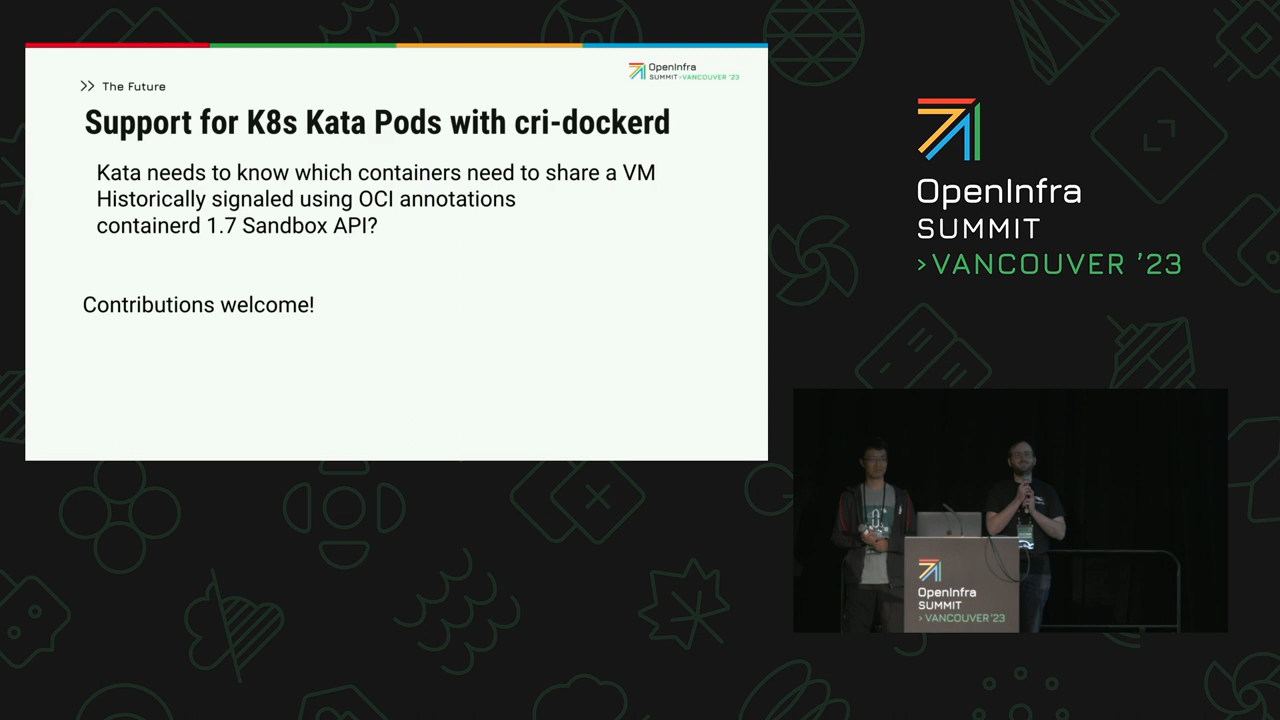 OpenInfra
SUMMIT >VANCOUVER '23
>> The Future
Support for K8s Kata Pods with cri-dockerd
Kata needs to know which containers need to share a VM
Historically signaled using OCI annotations
containerd 1.7 Sandbox API?
Contributions welcome!
OpenInfra
SUMMIT
>VANCOUVER '23
OpenInfra
SUMMIT
>VANCOUVER '23